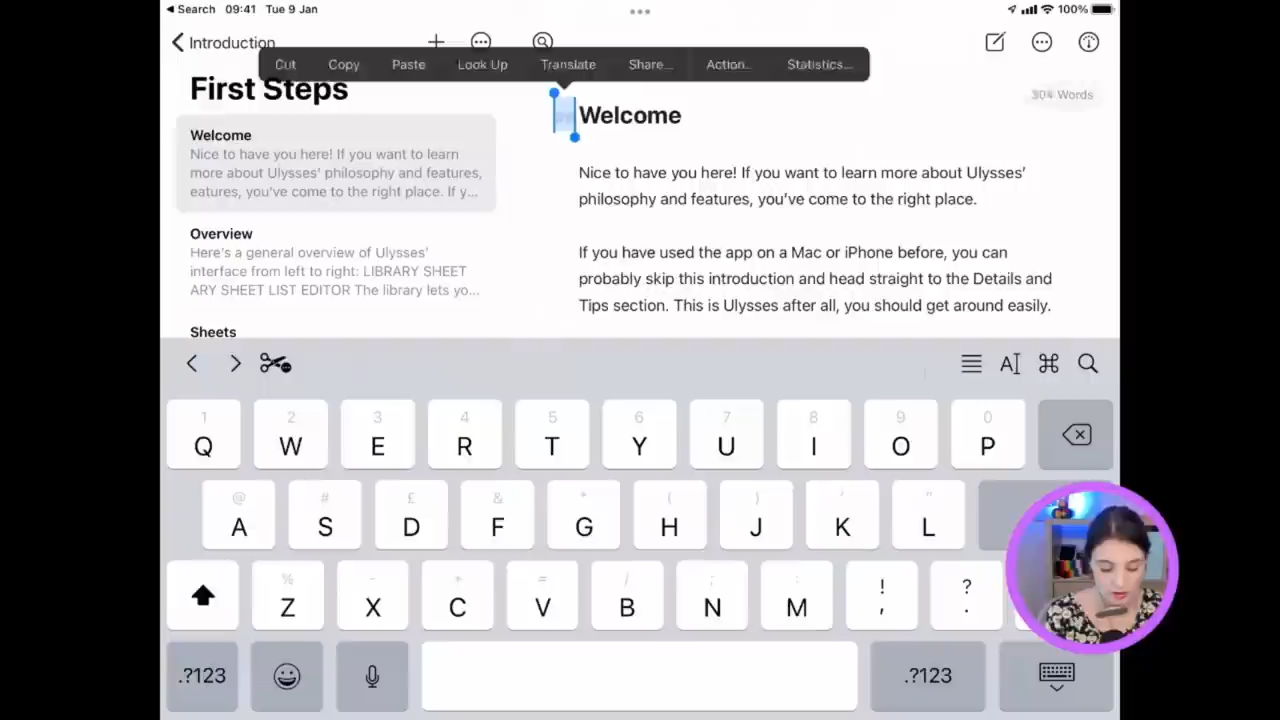 Search 09:41 Tue 9 Jan
100%
Introduction
Cut Copy Paste Look Up Translate Share... Action... Statistics...
First Steps
304 Words
Welcome
Nice to have you here! If you want to learn
more about Ulysses' philosophy and features,
eatures, you've come to the right place. If y...
Overview
Here's a general overview of Ulysses'
interface from left to right: LIBRARY SHEET
ARY SHEET LIST EDITOR The library lets yo...
Sheets
## Welcome
Nice to have you here! If you want to learn more about Ulysses'
philosophy and features, you've come to the right place.
If you have used the app on a Mac or iPhone before, you can
probably skip this introduction and head straight to the Details and
Tips section. This is Ulysses after all, you should get around easily.
A
1 2 3 4 5 6 7 8 9 0
Q W E R T Y U I O P
@ # £ & * ( ) ' "
A S D F G H J K L
% - + = / ; : ! ?
Z X C V B N M , .
.?123 .?123